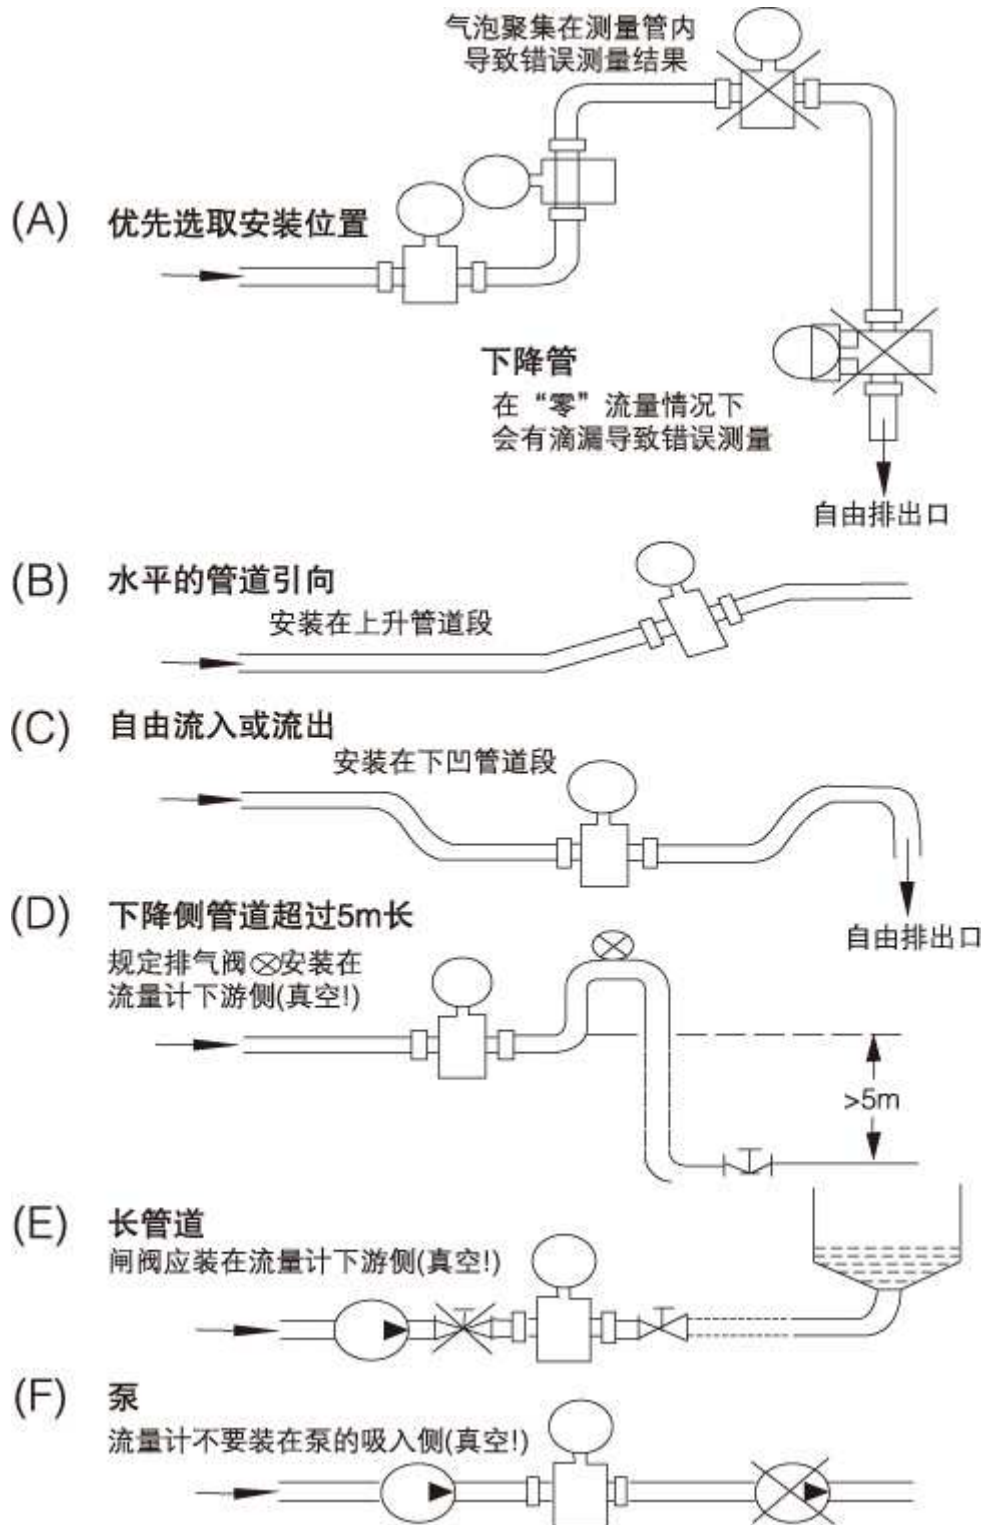 气泡聚集在测量管内
导致错误测量结果
(A) 优先选取安装位置
下降管
在“零”流量情况下
会有滴漏导致错误测量
自由排出口
(B) 水平的管道引向
安装在上升管道段
(C) 自由流入或流出
安装在下凹管道段
自由排出口
(D) 下降侧管道超过5m长
规定排气阀⊗安装在
流量计下游侧(真空!)
>5m
(E) 长管道
闸阀应装在流量计下游侧(真空!)
(F) 泵
流量计不要装在泵的吸入侧(真空!)